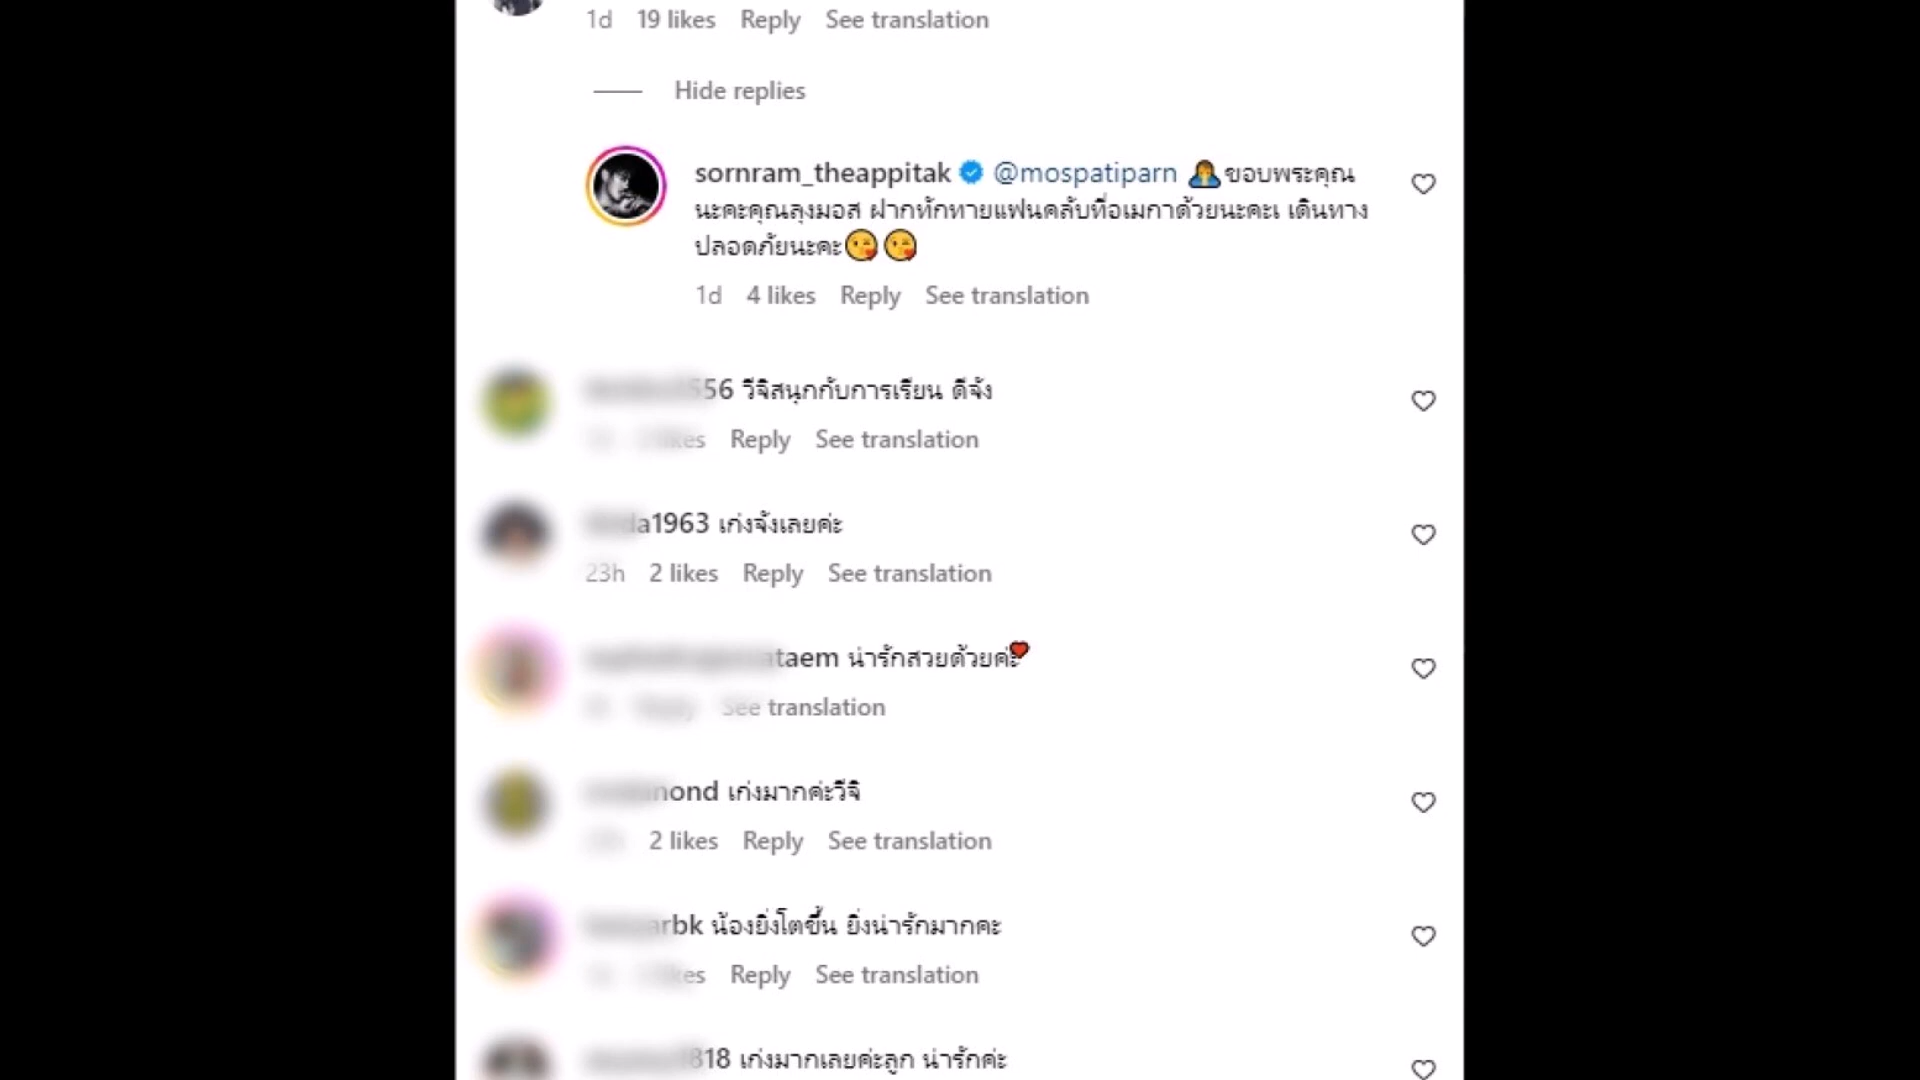 1d 19 likes Reply See translation
Hide replies
sornram_theappitak @mospatiparn 🙏ขอบพระคุณ
นะคะคุณลุงมอส ฝากทักทายแฟนคลับที่อเมกาด้วยนะคะเ เดินทาง
ปลอดภัยนะคะ😘😘
1d 4 likes Reply See translation
556 วีจิสนุกกับการเรียน ดีจัง
Reply See translation
da1963 เก่งจังเลยค่ะ
23h 2 likes Reply See translation
ataem น่ารักสวยด้วยค่ะ❤
See translation
nond เก่งมากค่ะวีจิ
2 likes Reply See translation
arbk น้องยิ่งโตขึ้น ยิ่งน่ารักมากคะ
Reply See translation
1818 เก่งมากเลยค่ะลูก น่ารักค่ะ